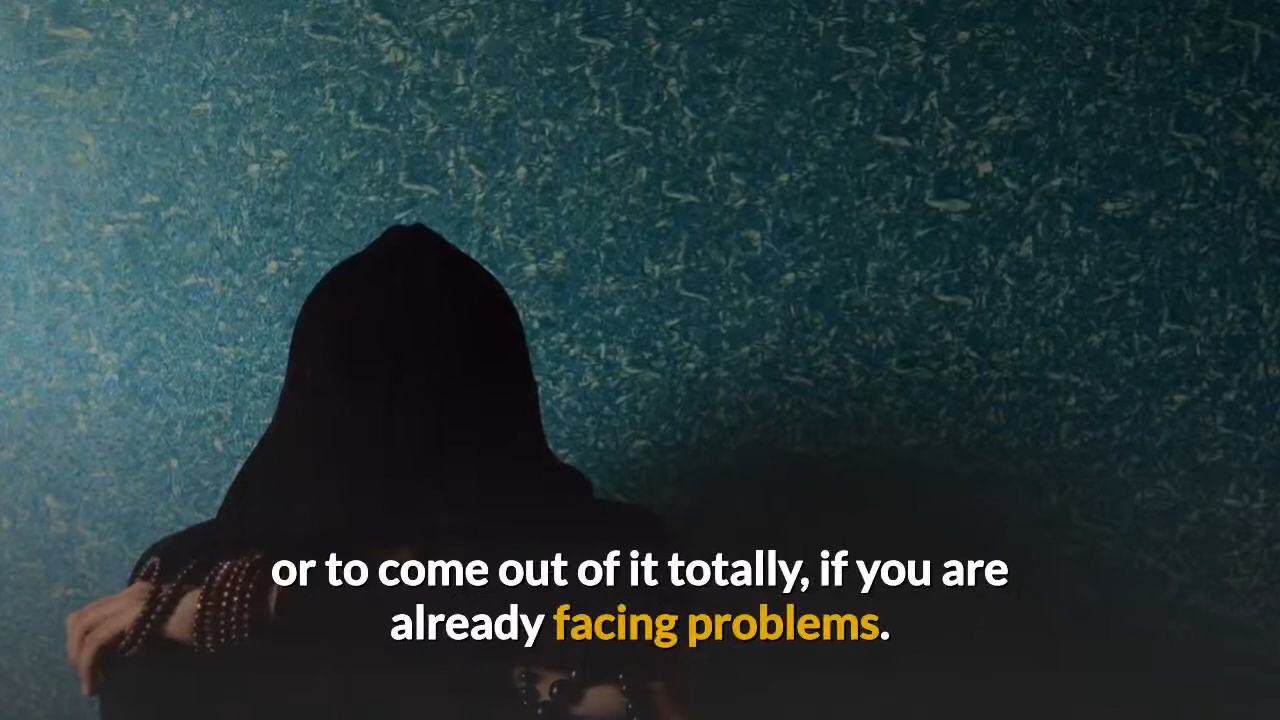 or to come out of it totally, if you are
already facing problems.